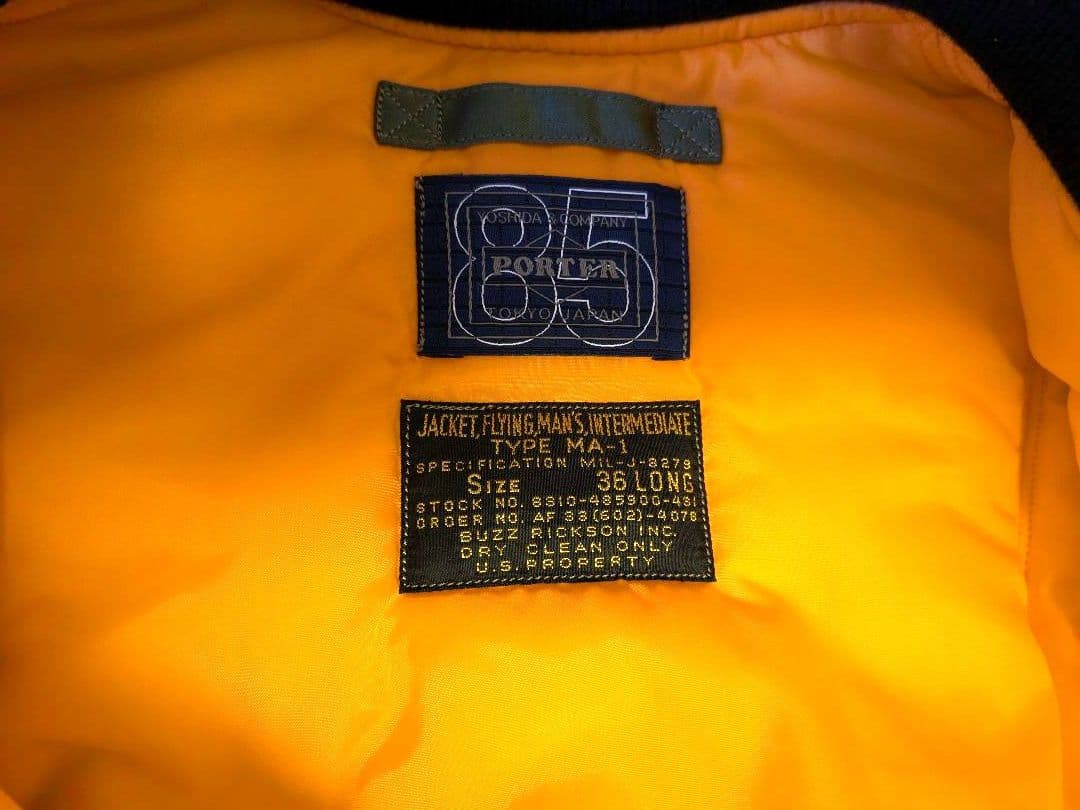 85
YOSHIDA & COMPANY
PORTER
TOKYO JAPAN
JACKET, FLYING, MAN'S, INTERMEDIATE
TYPE MA-1
SPECIFICATION MIL-J-8279
SIZE 36 LONG
STOCK NO. 8310-485900-431
ORDER NO. AF 33(602)-4078
BUZZ RICKSON INC.
DRY CLEAN ONLY
U.S. PROPERTY